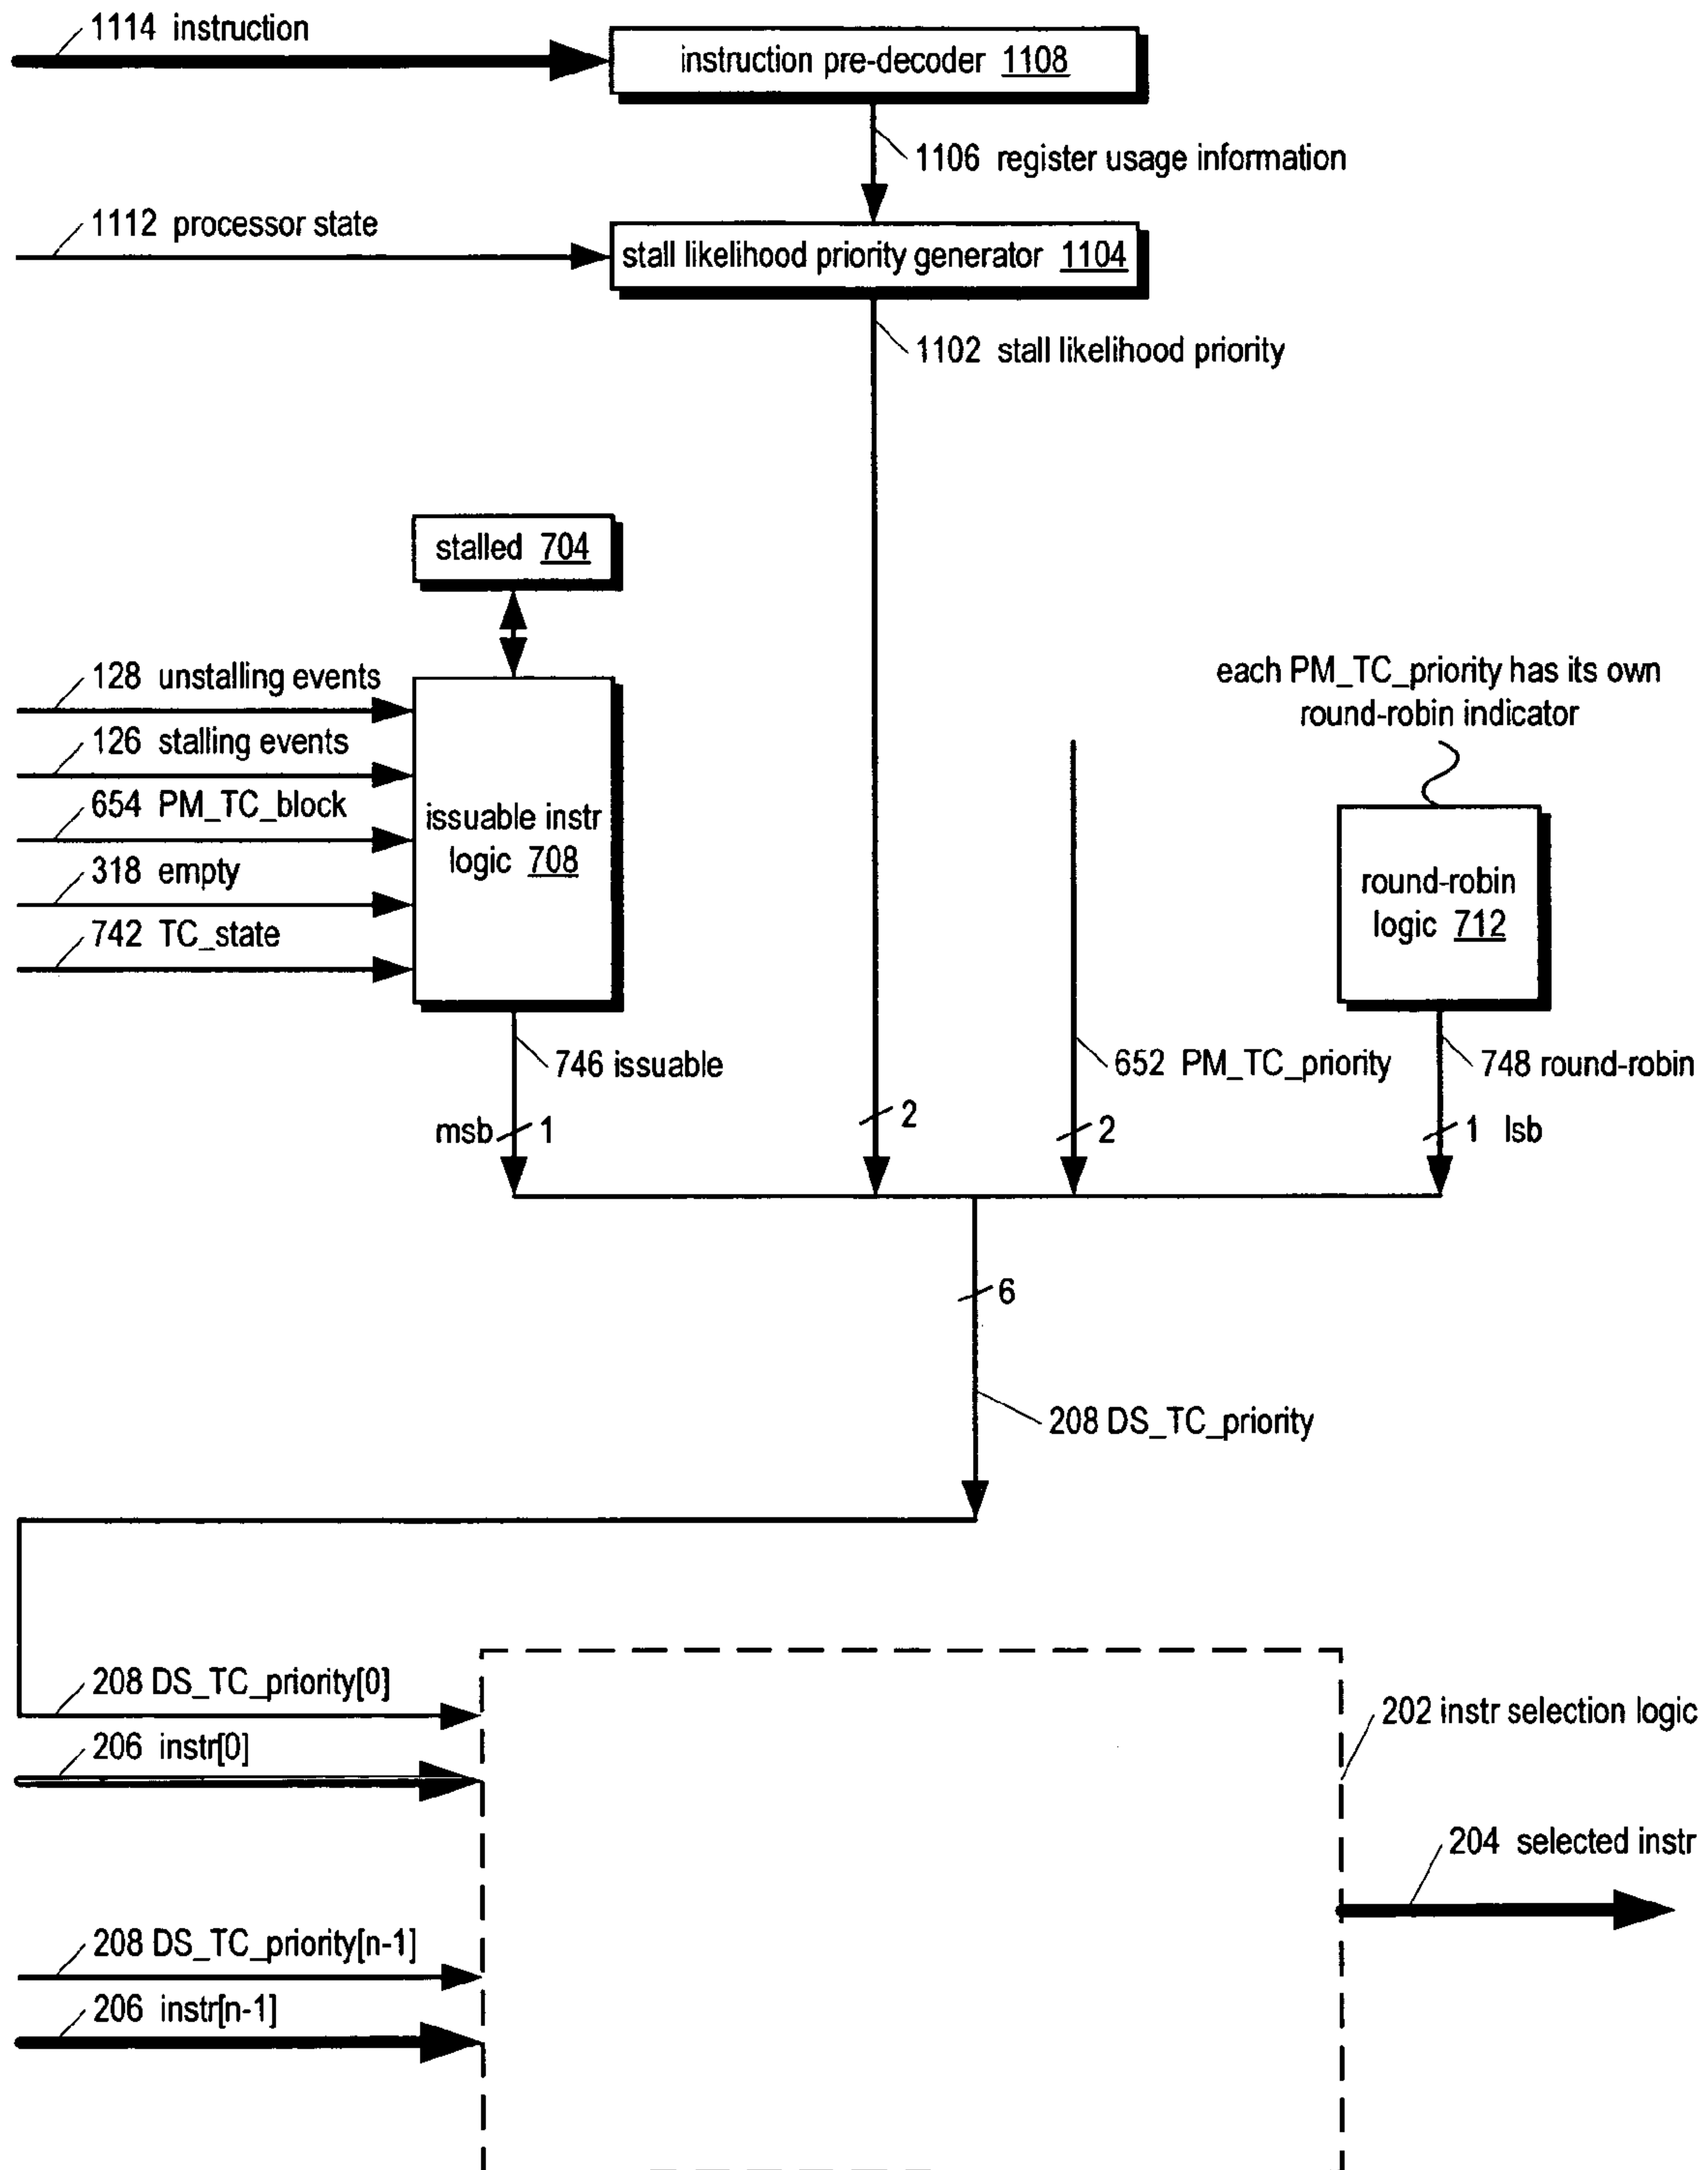 1114 instruction
instruction pre-decoder 1108
1106 register usage information
1112 processor state
stall likelihood priority generator 1104
1102 stall likelihood priority
stalled 704
128 unstalling events
126 stalling events
654 PM_TC_block
318 empty
742 TC_state
issuable instr
logic 708
each PM_TC_priority has its own
round-robin indicator
round-robin
logic 712
746 issuable
652 PM_TC_priority
748 round-robin
msb 1
2
2
1 lsb
6
208 DS_TC_priority
208 DS_TC_priority[0]
206 instr[0]
202 instr selection logic
204 selected instr
208 DS_TC_priority[n-1]
206 instr[n-1]